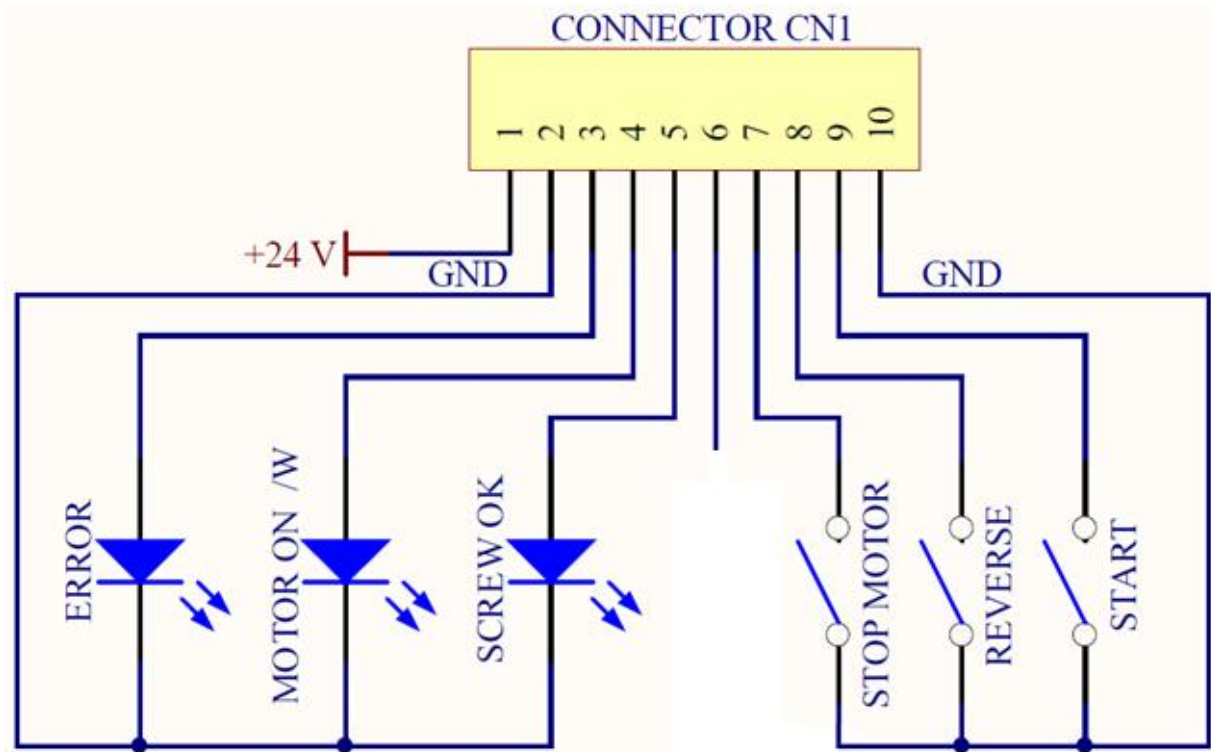 CONNECTOR CN1
1 2 3 4 5 6 7 8 9 10
+24 V
GND
GND
ERROR
MOTOR ON /W
SCREW OK
STOP MOTOR
REVERSE
START